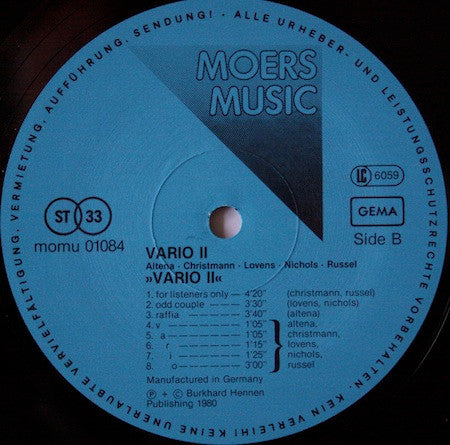 KEINE UNERLAUBTE VERVIELFÄLTIGUNG, VERMIETUNG, AUFFÜHRUNG, SENDUNG! - ALLE URHEBER- UND LEISTUNGSSCHUTZRECHTE VORBEHALTEN. KEIN VERLEIH!
MOERS
MUSIC
LC 6059
ST 33
GEMA
momu 01084
Side B
VARIO II
Altena · Christmann · Lovens · Nichols · Russel
»VARIO II«
1. for listeners only — 4'20" (christmann, russel)
2. odd couple — 3'30" (lovens, nichols)
3. raffia — 3'40" (altena)
4. v — 1'05" altena,
5. a — 1'05" christmann,
6. r — 1'15" lovens,
7. i — 1'25" nichols,
8. o — 3'00" russel
Manufactured in Germany
Ⓟ + © Burkhard Hennen
Publishing 1980